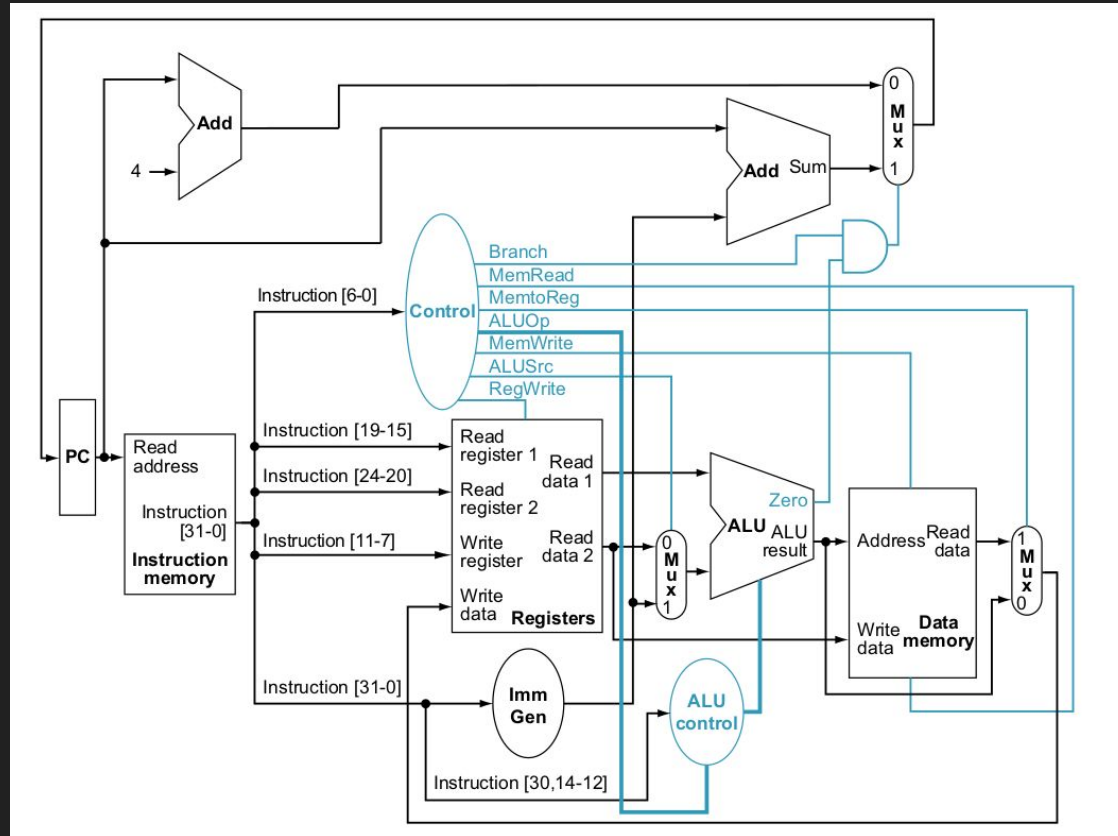 Add
4
0
Mux
1
Add Sum
Branch
MemRead
MemtoReg
ALUOp
MemWrite
ALUSrc
RegWrite
Control
Instruction [6-0]
PC
Read
address
Instruction
[31-0]
Instruction
memory
Instruction [19-15]
Instruction [24-20]
Instruction [11-7]
Instruction [31-0]
Read
register 1
Read
register 2
Write
register
Write
data
Read
data 1
Read
data 2
Registers
0
Mux
1
Zero
ALU
ALU
result
Address
Read
data
Write
data
Data
memory
1
Mux
0
Imm
Gen
ALU
control
Instruction [30,14-12]